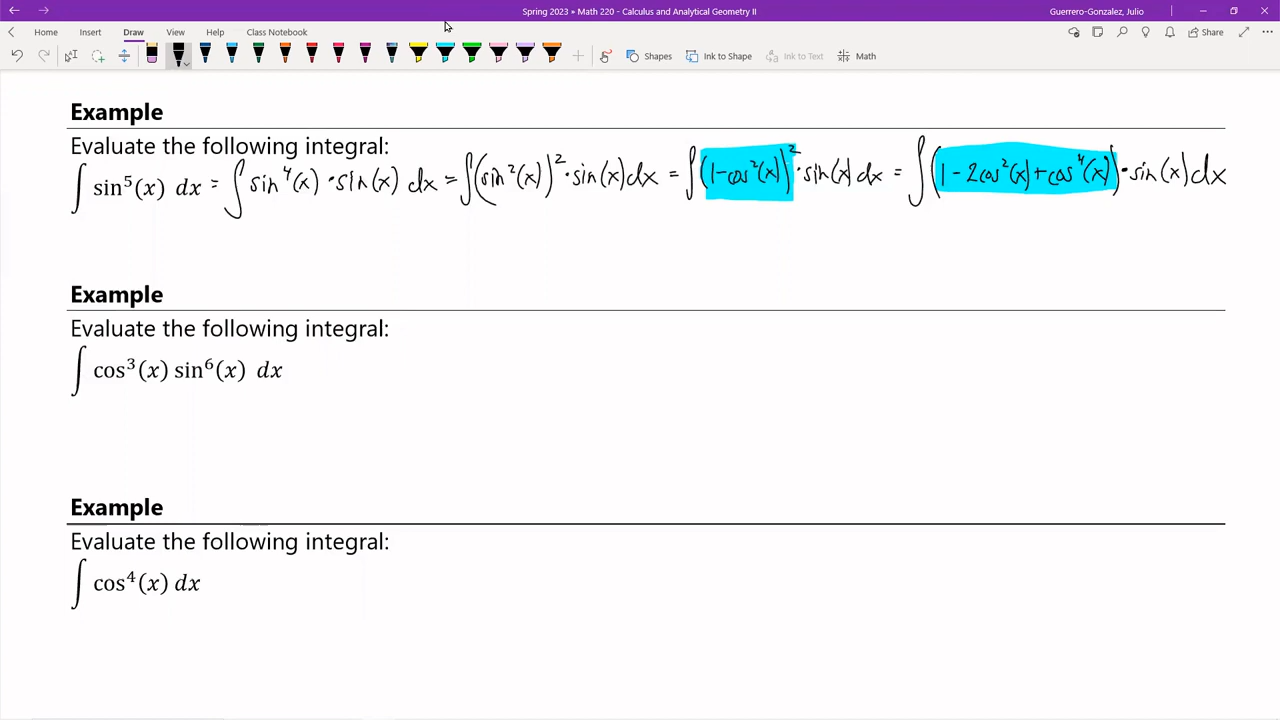 Spring 2023 » Math 220 - Calculus and Analytical Geometry II
Guerrero-Gonzalez, Julio
Home Insert Draw View Help Class Notebook
Share
Shapes Ink to Shape Ink to Text Math
Example
Evaluate the following integral:
∫ sin⁵(x) dx = ∫ sin⁴(x) · sin(x) dx = ∫ (sin²(x))² · sin(x) dx = ∫ (1-cos²(x))² · sin(x) dx = ∫ (1 - 2cos²(x) + cos⁴(x)) · sin(x) dx
Example
Evaluate the following integral:
∫ cos³(x) sin⁶(x) dx
Example
Evaluate the following integral:
∫ cos⁴(x) dx